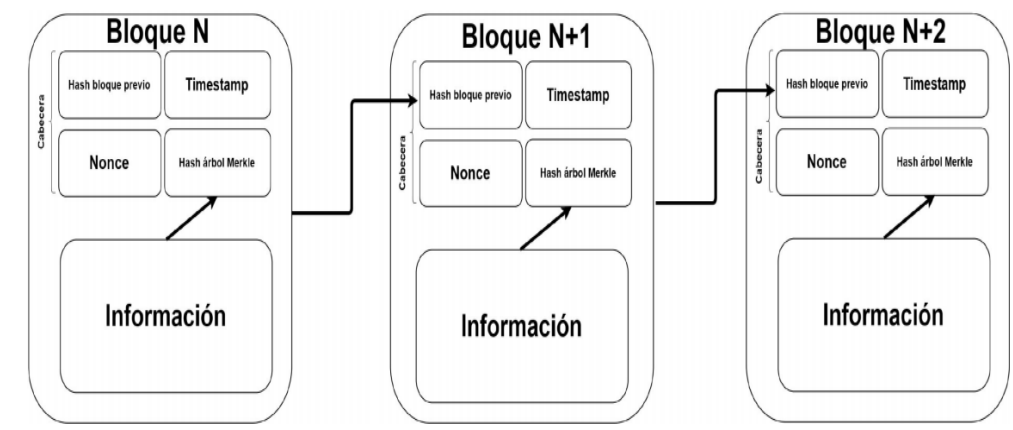 Bloque N
Cabecera
Hash bloque previo
Timestamp
Nonce
Hash árbol Merkle
Información
Bloque N+1
Cabecera
Hash bloque previo
Timestamp
Nonce
Hash árbol Merkle
Información
Bloque N+2
Cabecera
Hash bloque previo
Timestamp
Nonce
Hash árbol Merkle
Información